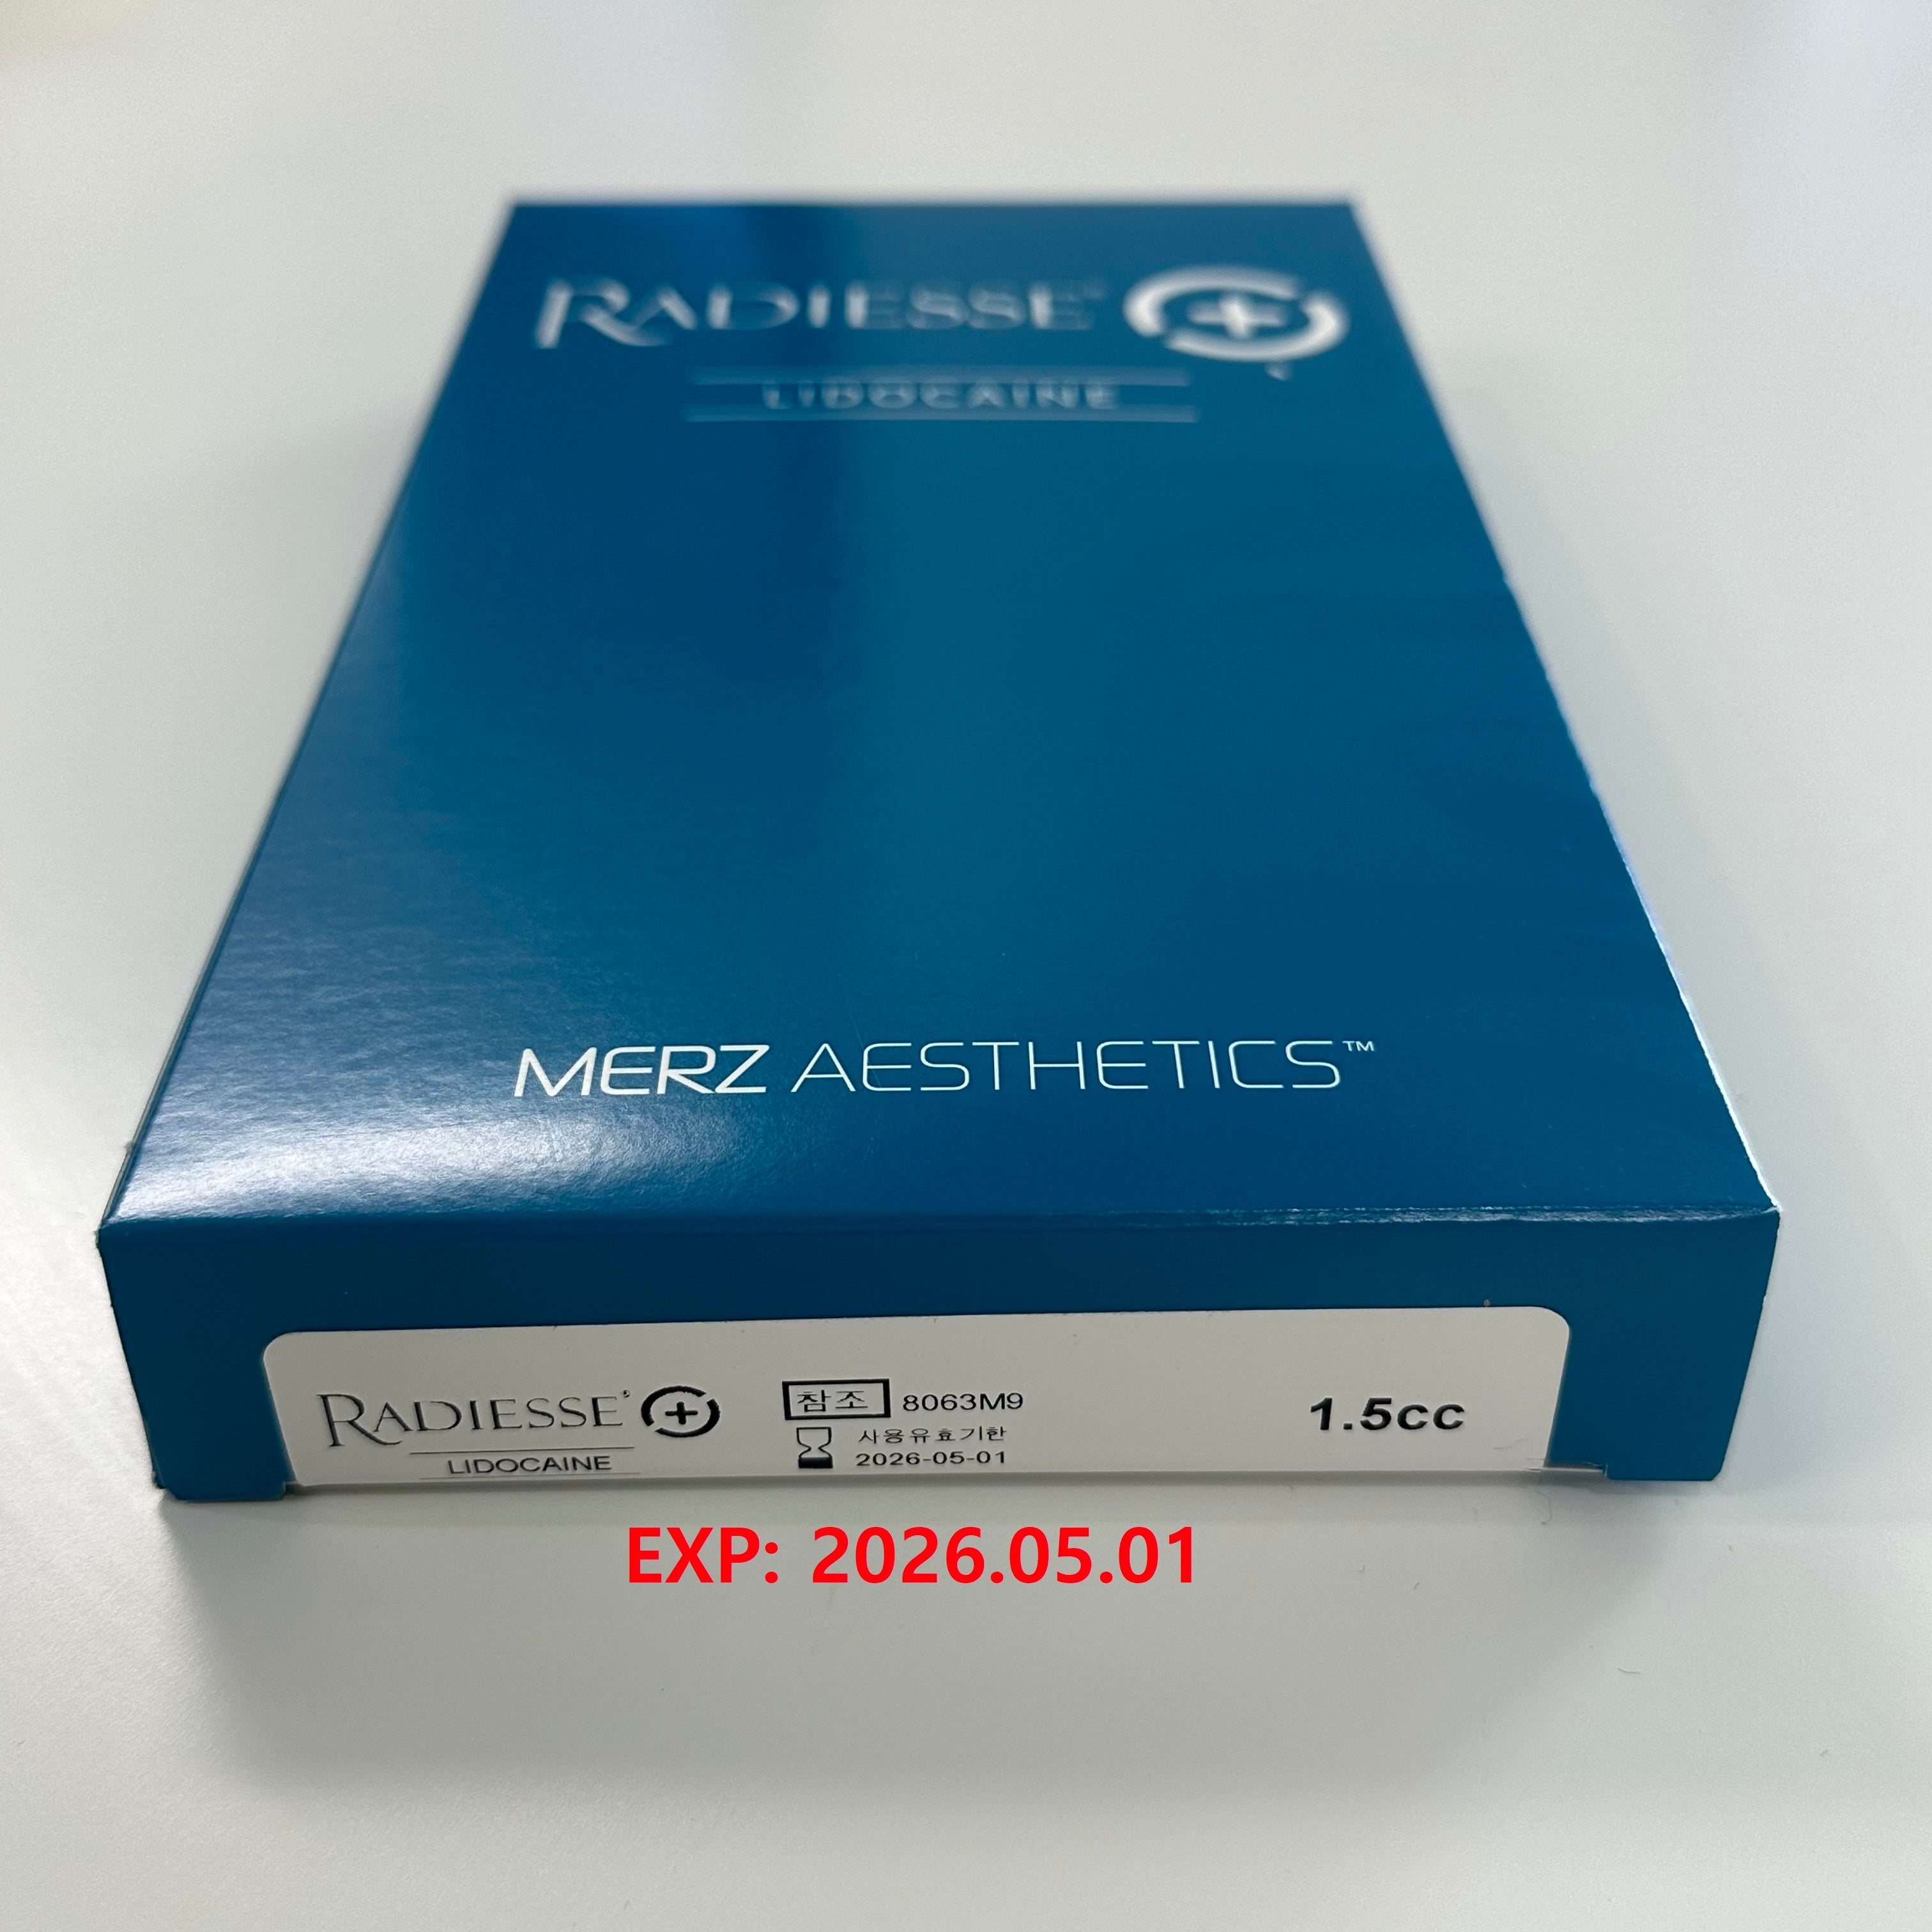 RADIESSE
LIDOCAINE
MERZ AESTHETICS™
RADIESSE®
LIDOCAINE
참조 8063M9
사용유효기한
2026-05-01
1.5cc
EXP: 2026.05.01